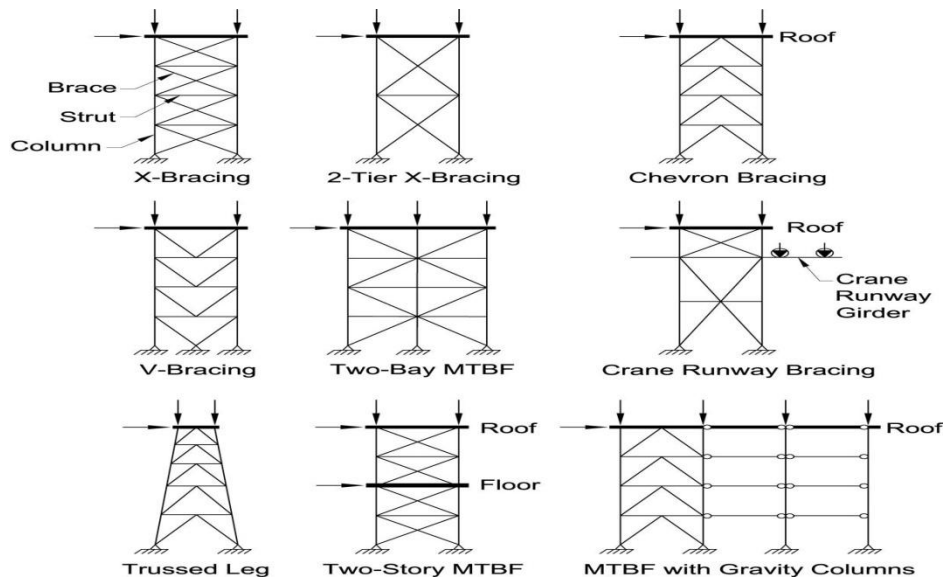 Roof
Brace
Strut
Column
X-Bracing
2-Tier X-Bracing
Chevron Bracing
Roof
Crane
Runway
Girder
V-Bracing
Two-Bay MTBF
Crane Runway Bracing
Roof
Roof
Floor
Trussed Leg
Two-Story MTBF
MTBF with Gravity Columns